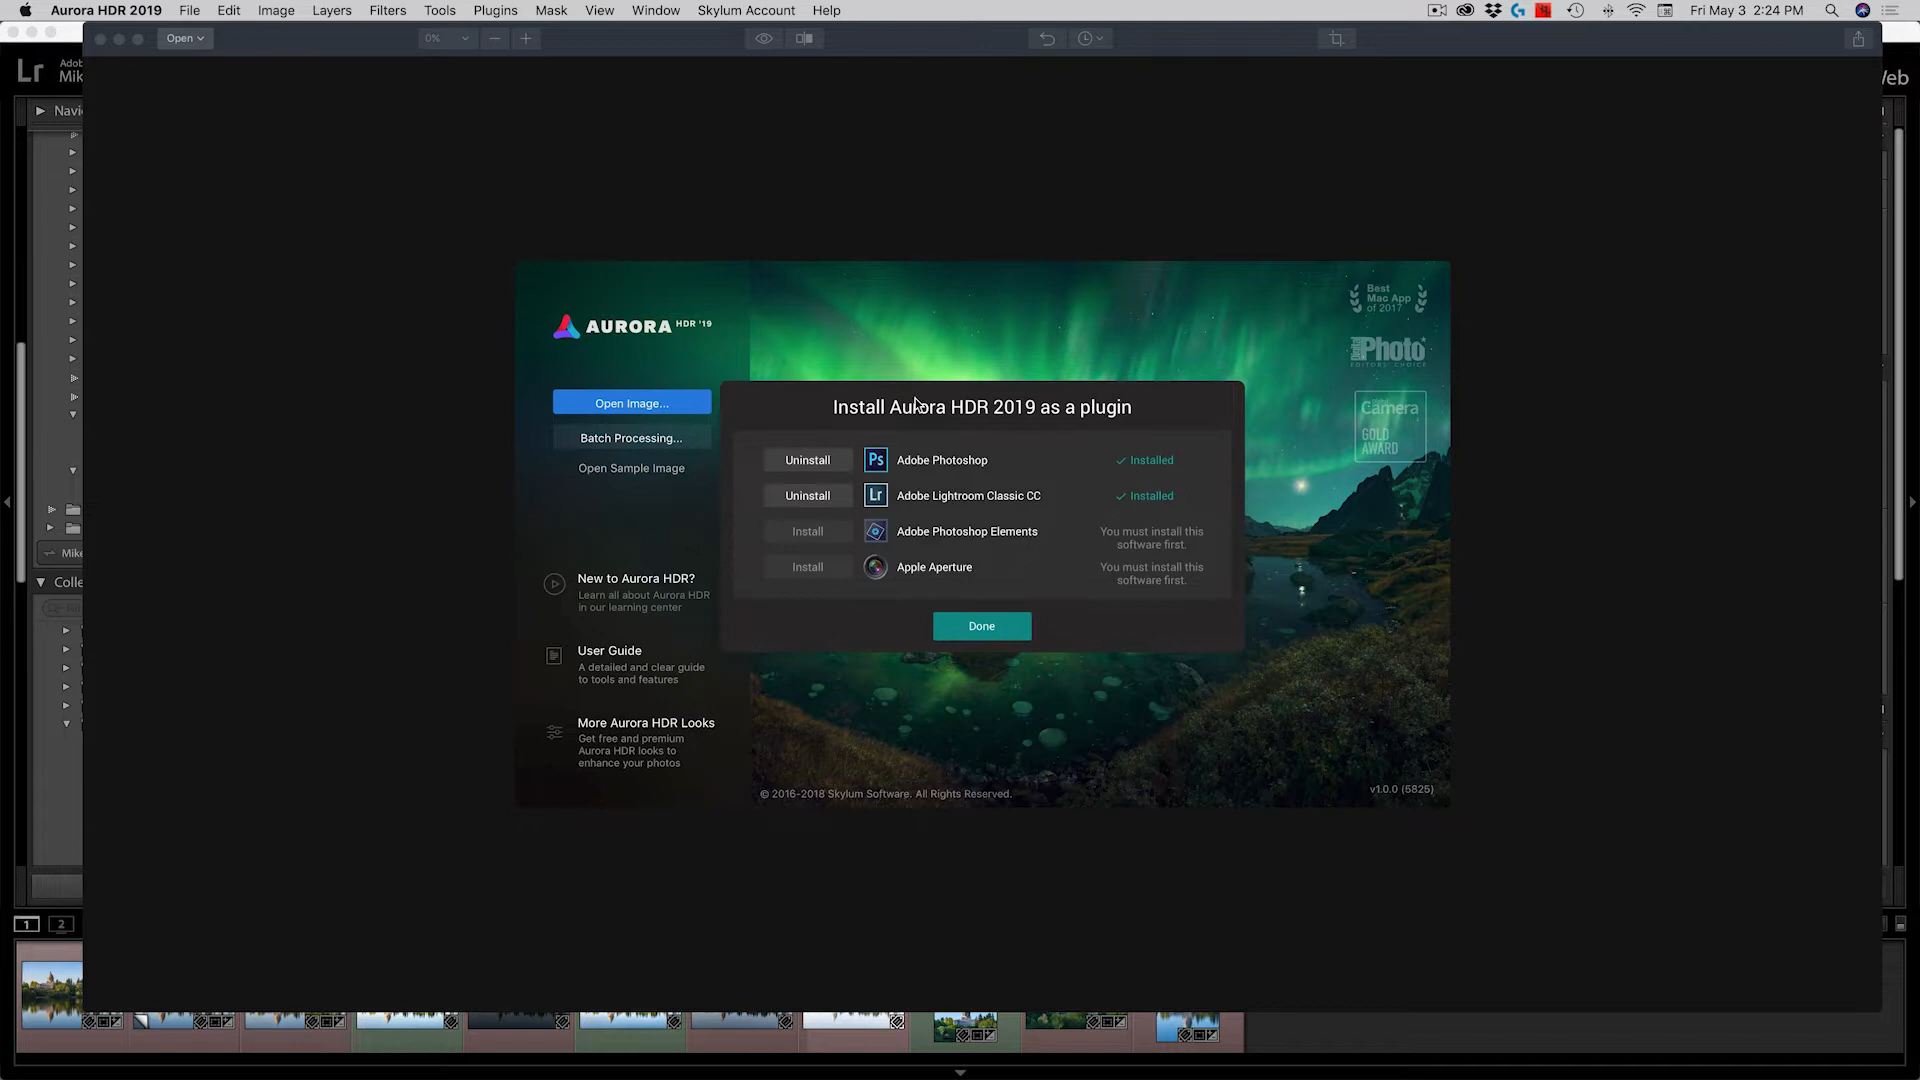 Aurora HDR 2019 File Edit Image Layers Filters Tools Plugins Mask View Window Skylum Account Help Fri May 3 2:24 PM
Open 0%
Lr Ado
Mik
Web
Navi
AURORA HDR '19
Open Image...
Batch Processing...
Open Sample Image
New to Aurora HDR?
Learn all about Aurora HDR
in our learning center
User Guide
A detailed and clear guide
to tools and features
More Aurora HDR Looks
Get free and premium
Aurora HDR looks to
enhance your photos
Best
Mac App
of 2017
Photo
EDITORS' CHOICE
Camera
GOLD
AWARD
Install Aurora HDR 2019 as a plugin
Uninstall Ps Adobe Photoshop Installed
Uninstall Lr Adobe Lightroom Classic CC Installed
Install Adobe Photoshop Elements You must install this
software first.
Install Apple Aperture You must install this
software first.
Done
© 2016-2018 Skylum Software. All Rights Reserved.
v1.0.0 (5825)
Mike
Colle
1 2